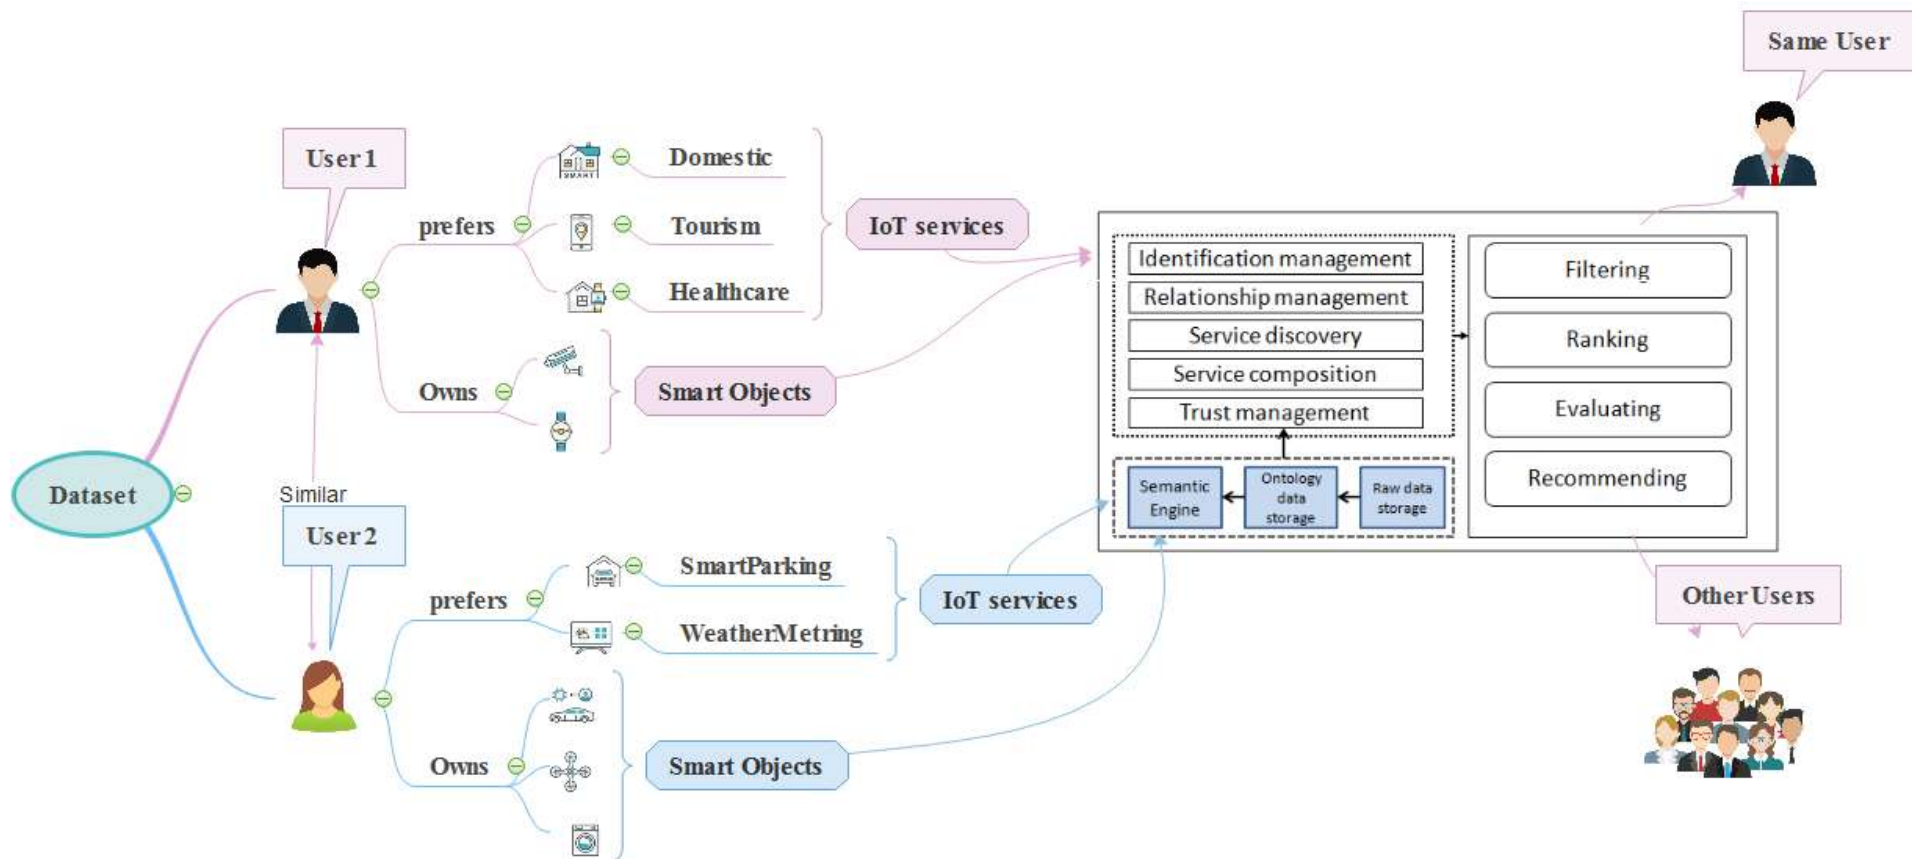 Same User
User 1
Domestic
prefers
Tourism
IoT services
Healthcare
Owns
Smart Objects
Dataset
Similar
User 2
SmartParking
prefers
IoT services
WeatherMetring
Owns
Smart Objects
Identification management
Relationship management
Service discovery
Service composition
Trust management
Semantic
Engine
Ontology
data
storage
Raw data
storage
Filtering
Ranking
Evaluating
Recommending
Other Users
SMART